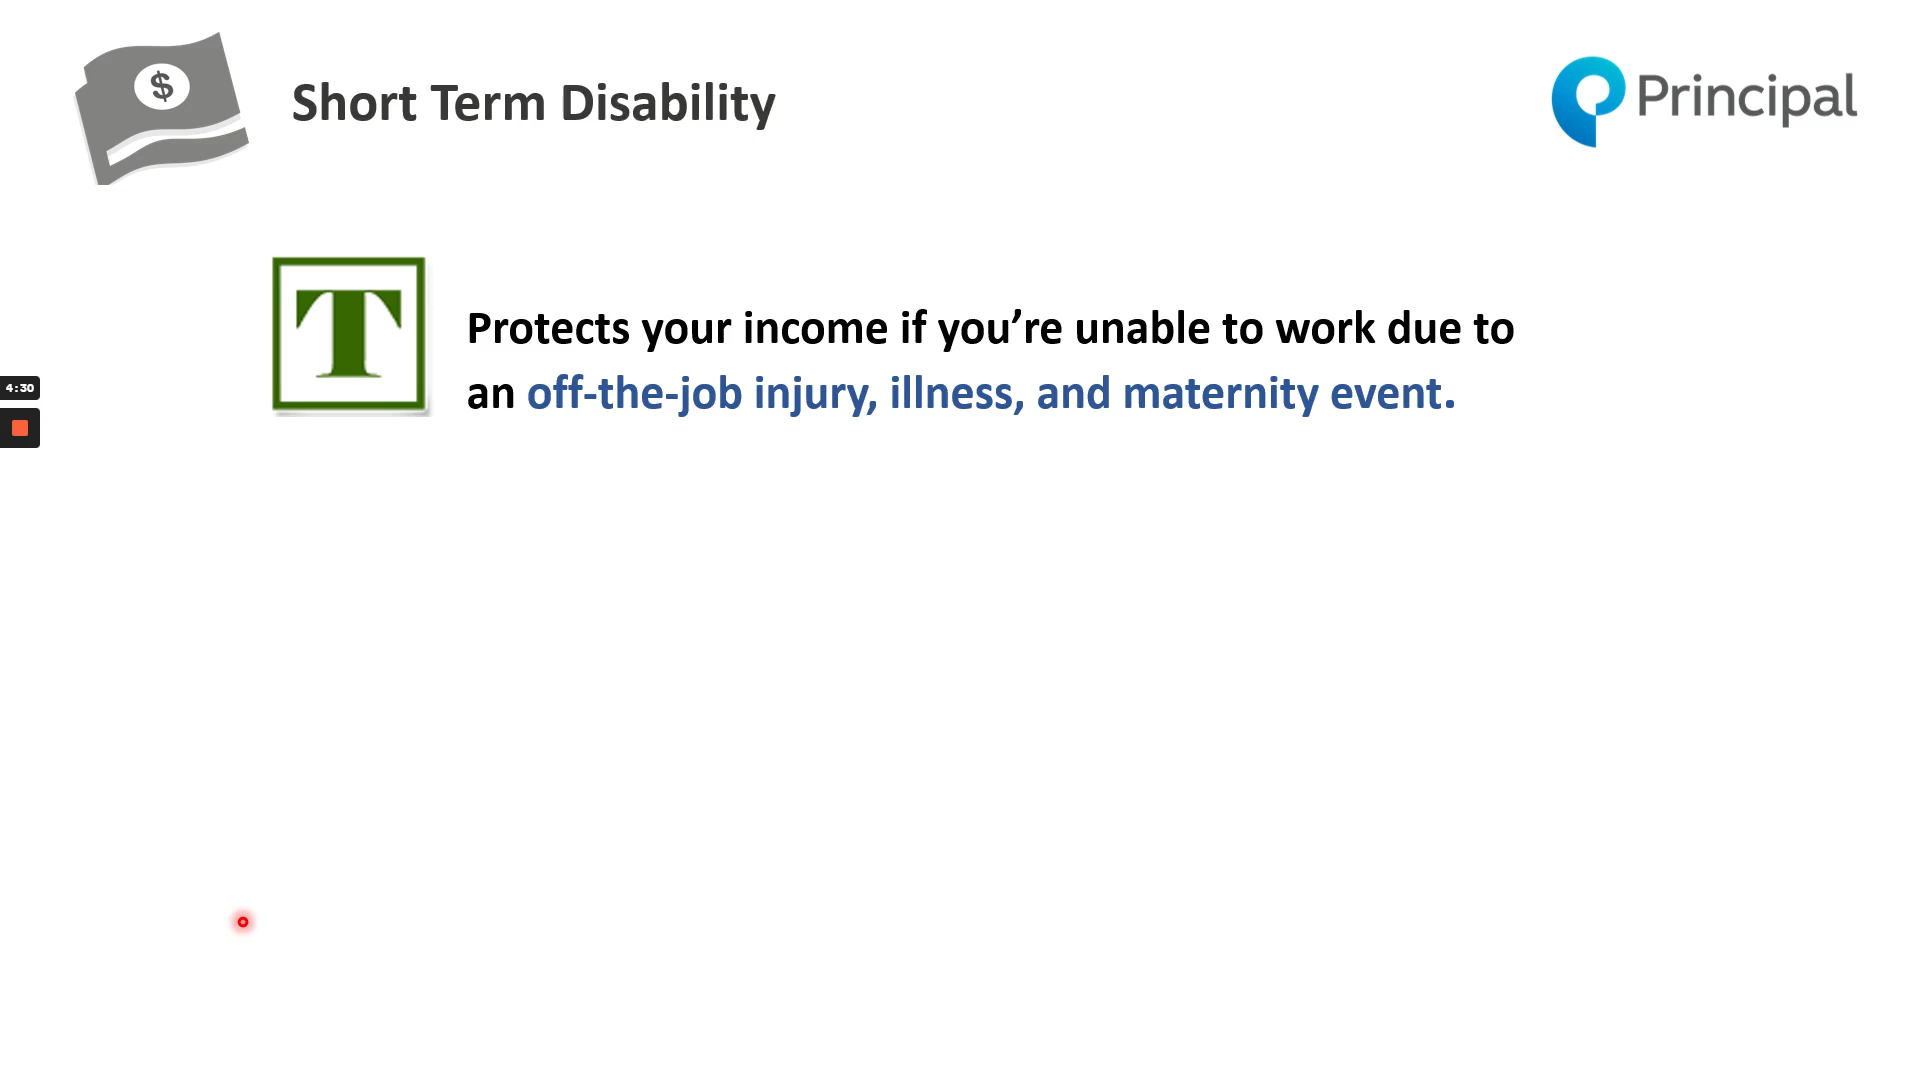 $
Short Term Disability
Principal
T
Protects your income if you’re unable to work due to
an off-the-job injury, illness, and maternity event.
4:30